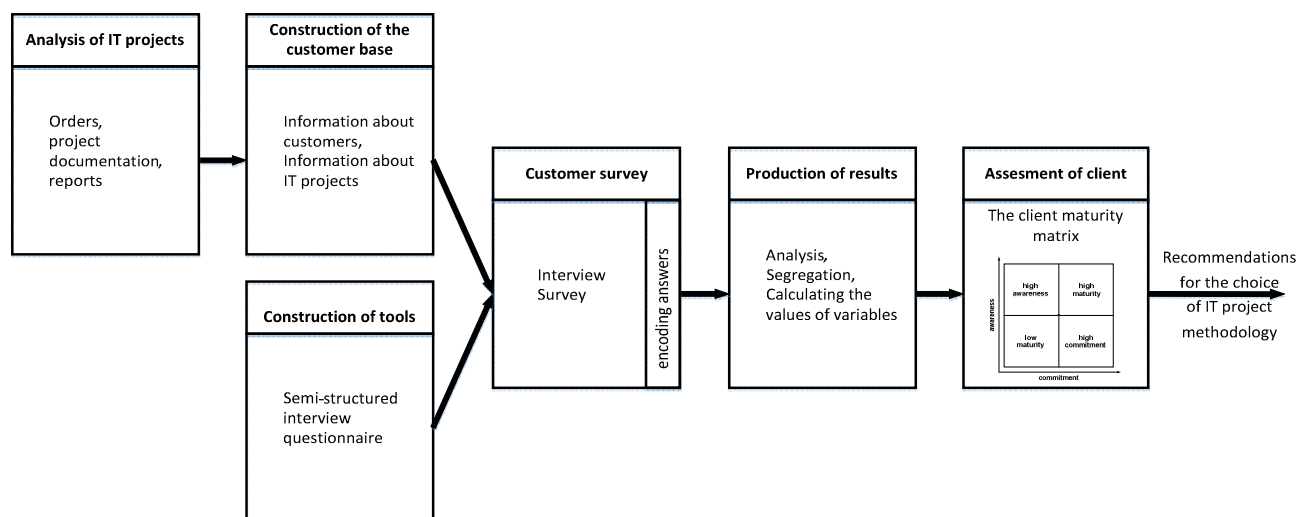 Analysis of IT projects
Orders,
project
documentation,
reports
Construction of the
customer base
Information about
customers,
Information about
IT projects
Construction of tools
Semi-structured
interview
questionnaire
Customer survey
Interview
Survey
encoding answers
Production of results
Analysis,
Segregation,
Calculating the
values of variables
Assesment of client
The client maturity
matrix
awareness
high
awareness
high
maturity
low
maturity
high
commitment
commitment
Recommendations
for the choice
of IT project
methodology